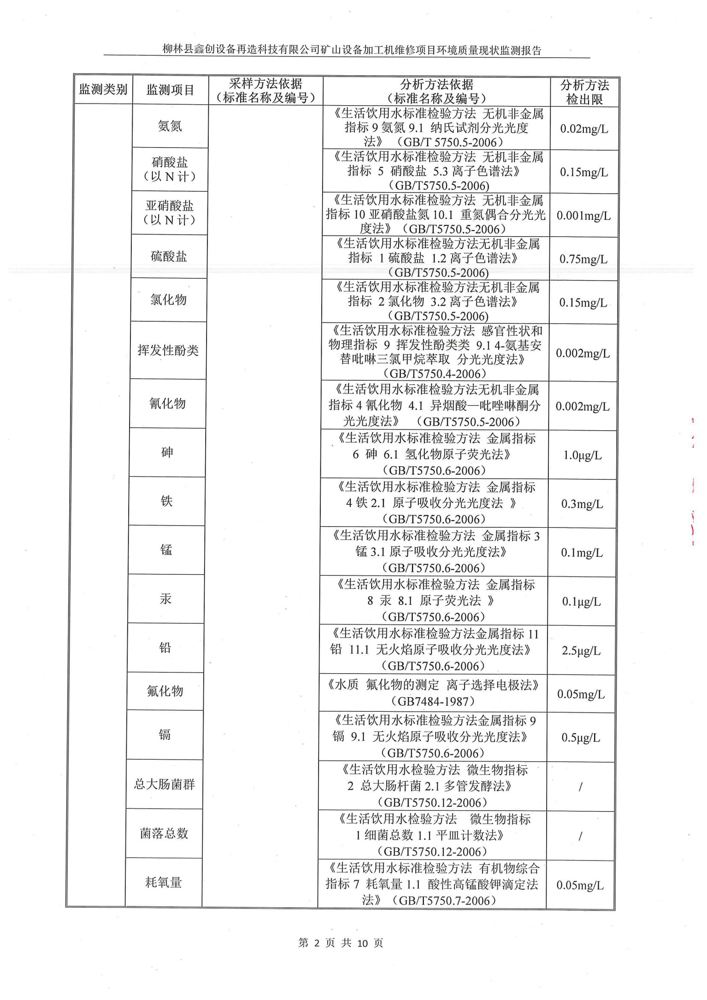 柳林县鑫创设备再造科技有限公司矿山设备加工机维修项目环境质量现状监测报告
监测类别
监测项目
采样方法依据
（标准名称及编号）
分析方法依据
（标准名称及编号）
分析方法
检出限
氨氮
《生活饮用水标准检验方法 无机非金属
指标 9 氨氮 9.1 纳氏试剂分光光度
法》 （GB/T 5750.5-2006）
0.02mg/L
硝酸盐
（以 N 计）
《生活饮用水标准检验方法 无机非金属
指标 5 硝酸盐 5.3 离子色谱法》
（GB/T5750.5-2006)
0.15mg/L
亚硝酸盐
（以 N 计）
《生活饮用水标准检验方法 无机非金属
指标 10 亚硝酸盐氮 10.1 重氮偶合分光光
度法》（GB/T5750.5-2006）
0.001mg/L
硫酸盐
《生活饮用水标准检验方法无机非金属
指标 1 硫酸盐 1.2 离子色谱法》
（GB/T5750.5-2006)
0.75mg/L
氯化物
《生活饮用水标准检验方法无机非金属
指标 2 氯化物 3.2 离子色谱法》
（GB/T5750.5-2006)
0.15mg/L
挥发性酚类
《生活饮用水标准检验方法 感官性状和
物理指标 9 挥发性酚类类 9.1 4-氨基安
替吡啉三氯甲烷萃取 分光光度法》
（GB/T5750.4-2006）
0.002mg/L
氰化物
《生活饮用水标准检验方法无机非金属
指标 4 氰化物 4.1 异烟酸—吡唑啉酮分
光光度法》 （GB/T5750.5-2006）
0.002mg/L
砷
《生活饮用水标准检验方法 金属指标
6 砷 6.1 氢化物原子荧光法》
（GB/T5750.6-2006）
1.0μg/L
铁
《生活饮用水标准检验方法 金属指标
4 铁 2.1 原子吸收分光光度法 》
（GB/T5750.6-2006）
0.3mg/L
锰
《生活饮用水标准检验方法 金属指标 3
锰 3.1 原子吸收分光光度法》
（GB/T5750.6-2006）
0.1mg/L
汞
《生活饮用水标准检验方法 金属指标
8 汞 8.1 原子荧光法 》
（GB/T5750.6-2006）
0.1μg/L
铅
《生活饮用水标准检验方法金属指标 11
铅 11.1 无火焰原子吸收分光光度法》
（GB/T5750.6-2006）
2.5μg/L
氟化物
《水质 氟化物的测定 离子选择电极法》
（GB7484-1987）
0.05mg/L
镉
《生活饮用水标准检验方法金属指标 9
镉 9.1 无火焰原子吸收分光光度法》
（GB/T5750.6-2006）
0.5μg/L
总大肠菌群
《生活饮用水检验方法 微生物指标
2 总大肠杆菌 2.1 多管发酵法》
（GB/T5750.12-2006）
/
菌落总数
《生活饮用水检验方法 微生物指标
1 细菌总数 1.1 平皿计数法》
（GB/T5750.12-2006）
/
耗氧量
《生活饮用水标准检验方法 有机物综合
指标 7 耗氧量 1.1 酸性高锰酸钾滴定法
法》（GB/T5750.7-2006）
0.05mg/L
第 2 页 共 10 页